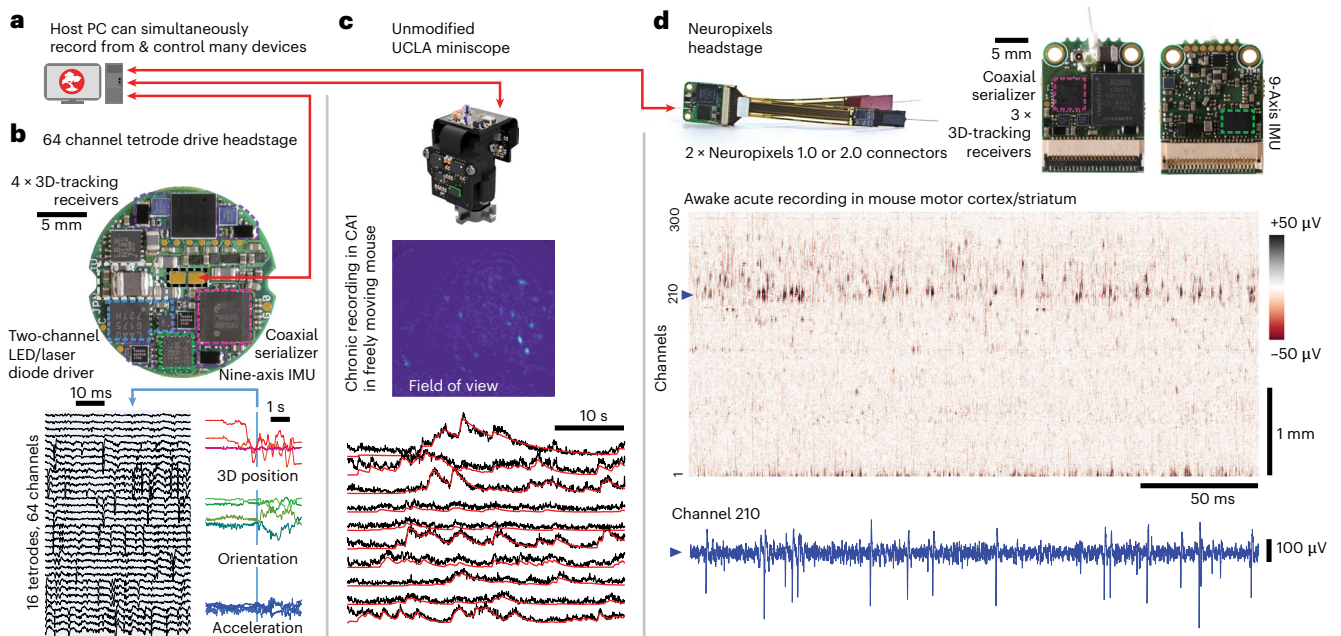 a
Host PC can simultaneously
record from & control many devices
b
64 channel tetrode drive headstage
4 × 3D-tracking
receivers
5 mm
Two-channel
LED/laser
diode driver
Coaxial
serializer
Nine-axis IMU
10 ms
1 s
16 tetrodes, 64 channels
3D position
Orientation
Acceleration
c
Unmodified
UCLA miniscope
Chronic recording in CA1
in freely moving mouse
Field of view
10 s
d
Neuropixels
headstage
2 × Neuropixels 1.0 or 2.0 connectors
5 mm
Coaxial
serializer
3 ×
3D-tracking
receivers
9-Axis IMU
Awake acute recording in mouse motor cortex/striatum
300
210
1
Channels
+50 µV
−50 µV
1 mm
50 ms
Channel 210
100 µV